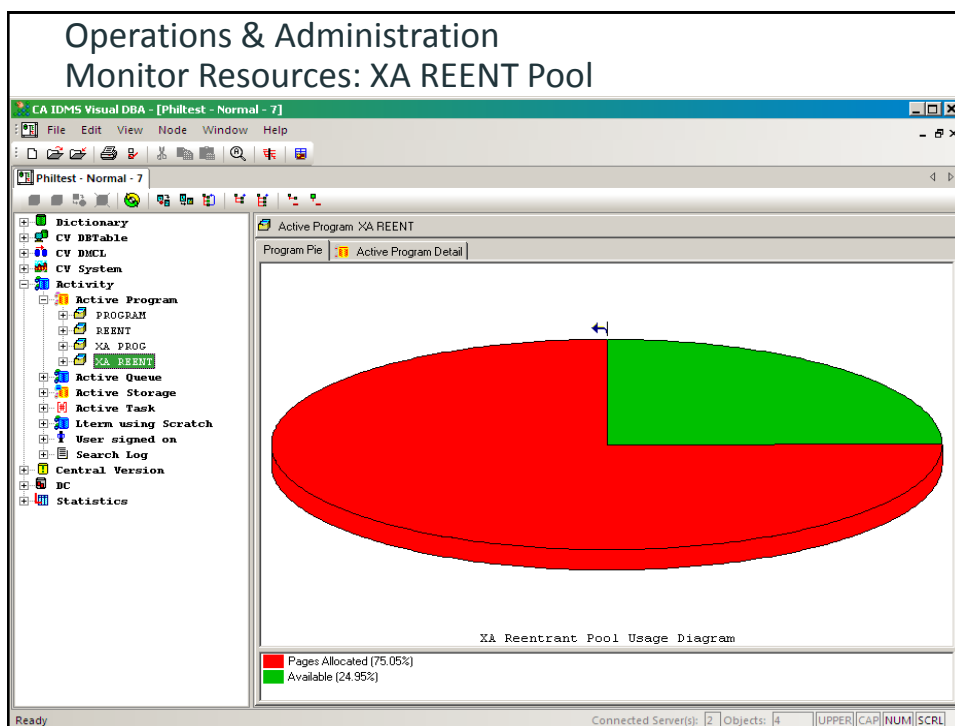 Operations & Administration
Monitor Resources: XA REENT Pool
CA IDMS Visual DBA - [Philtest - Normal - 7]
File Edit View Node Window Help
Philtest - Normal - 7
Dictionary
CV DBTable
CV DMCL
CV System
Activity
Active Program
PROGRAM
REENT
XA PROG
XA REENT
Active Queue
Active Storage
Active Task
Lterm using Scratch
User signed on
Search Log
Central Version
DC
Statistics
Active Program XA REENT
Program Pie Active Program Detail
XA Reentrant Pool Usage Diagram
Pages Allocated (75.05%)
Available (24.95%)
Ready Connected Server(s): 2 Objects: 4 UPPER CAP NUM SCRL